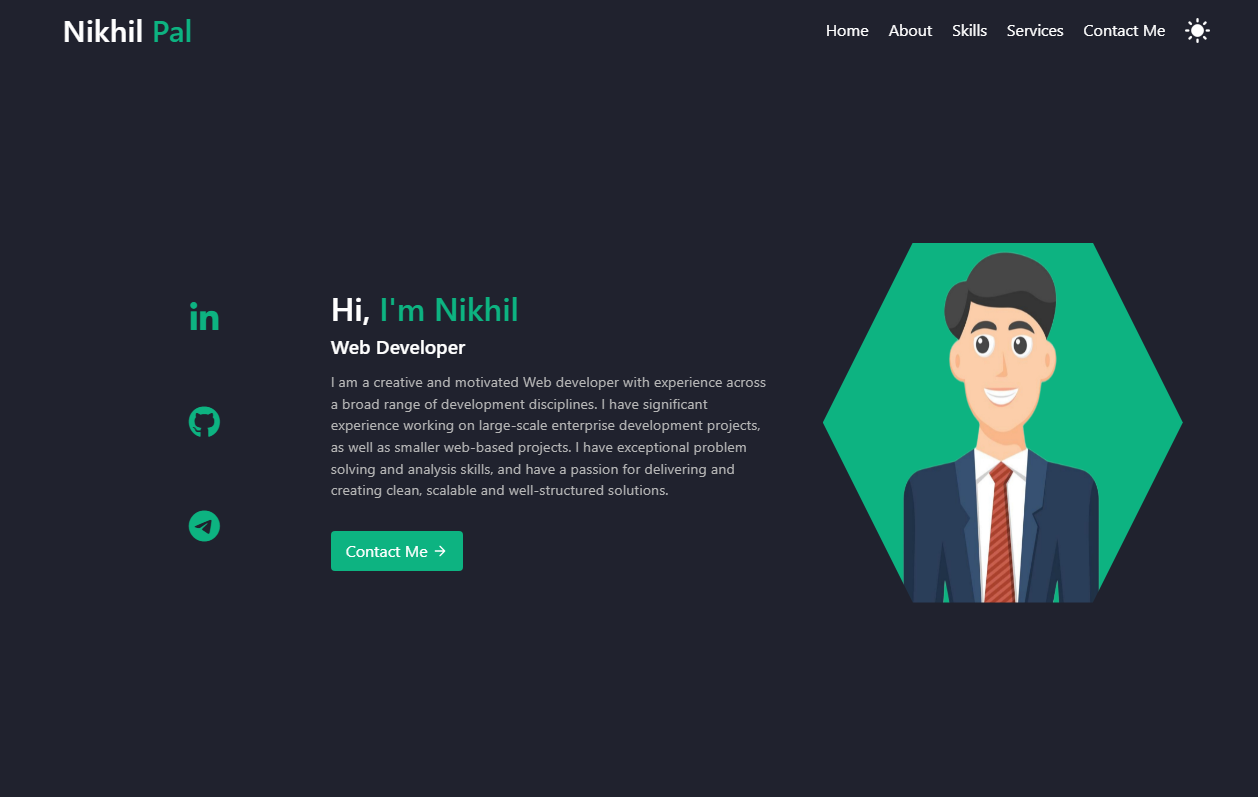 Nikhil Pal
Home About Skills Services Contact Me
Hi, I'm Nikhil
Web Developer
I am a creative and motivated Web developer with experience across
a broad range of development disciplines. I have significant
experience working on large-scale enterprise development projects,
as well as smaller web-based projects. I have exceptional problem
solving and analysis skills, and have a passion for delivering and
creating clean, scalable and well-structured solutions.
Contact Me →